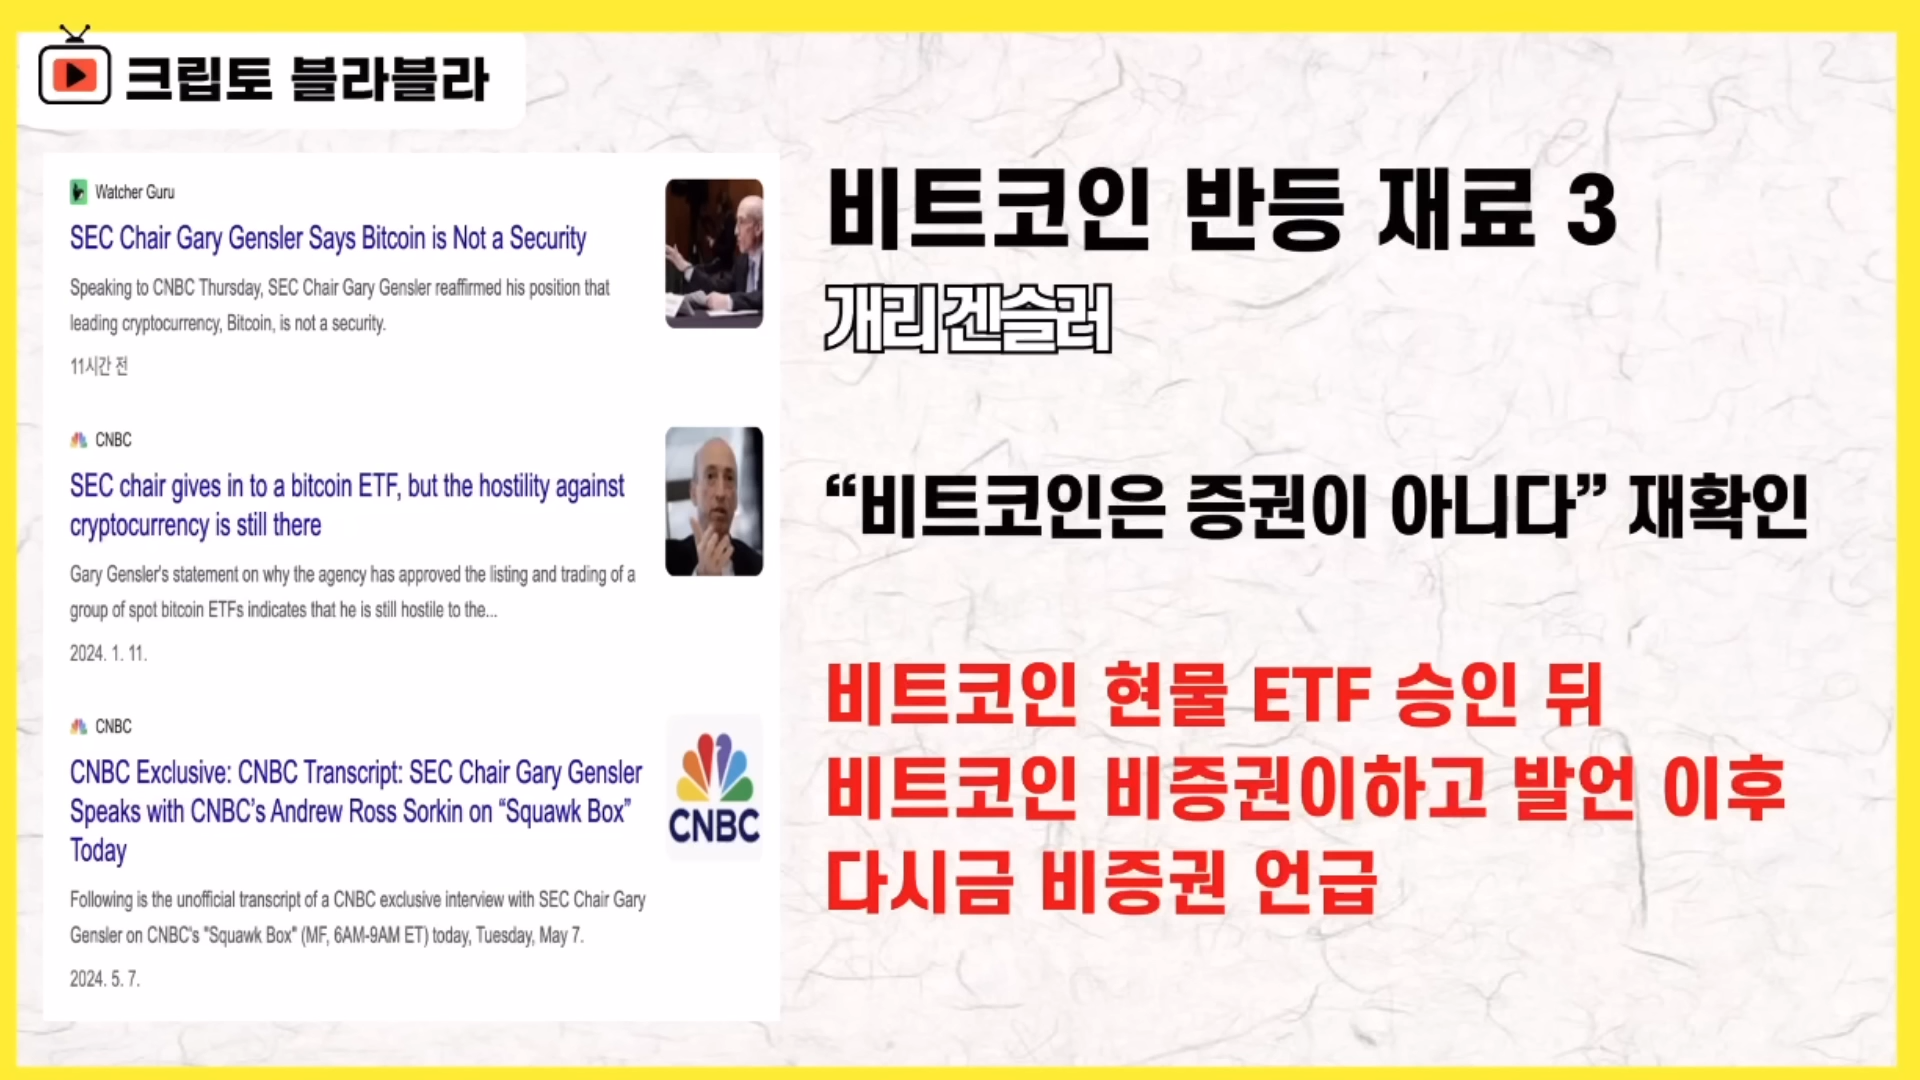 크립토 블라블라
Watcher Guru
SEC Chair Gary Gensler Says Bitcoin is Not a Security
Speaking to CNBC Thursday, SEC Chair Gary Gensler reaffirmed his position that
leading cryptocurrency, Bitcoin, is not a security.
11시간 전
CNBC
SEC chair gives in to a bitcoin ETF, but the hostility against
cryptocurrency is still there
Gary Gensler's statement on why the agency has approved the listing and trading of a
group of spot bitcoin ETFs indicates that he is still hostile to the...
2024. 1. 11.
CNBC
CNBC Exclusive: CNBC Transcript: SEC Chair Gary Gensler
Speaks with CNBC’s Andrew Ross Sorkin on “Squawk Box”
Today
CNBC
Following is the unofficial transcript of a CNBC exclusive interview with SEC Chair Gary
Gensler on CNBC's "Squawk Box" (MF, 6AM-9AM ET) today, Tuesday, May 7.
2024. 5. 7.
비트코인 반등 재료 3
개리 겐슬러
“비트코인은 증권이 아니다” 재확인
비트코인 현물 ETF 승인 뒤
비트코인 비증권이하고 발언 이후
다시금 비증권 언급